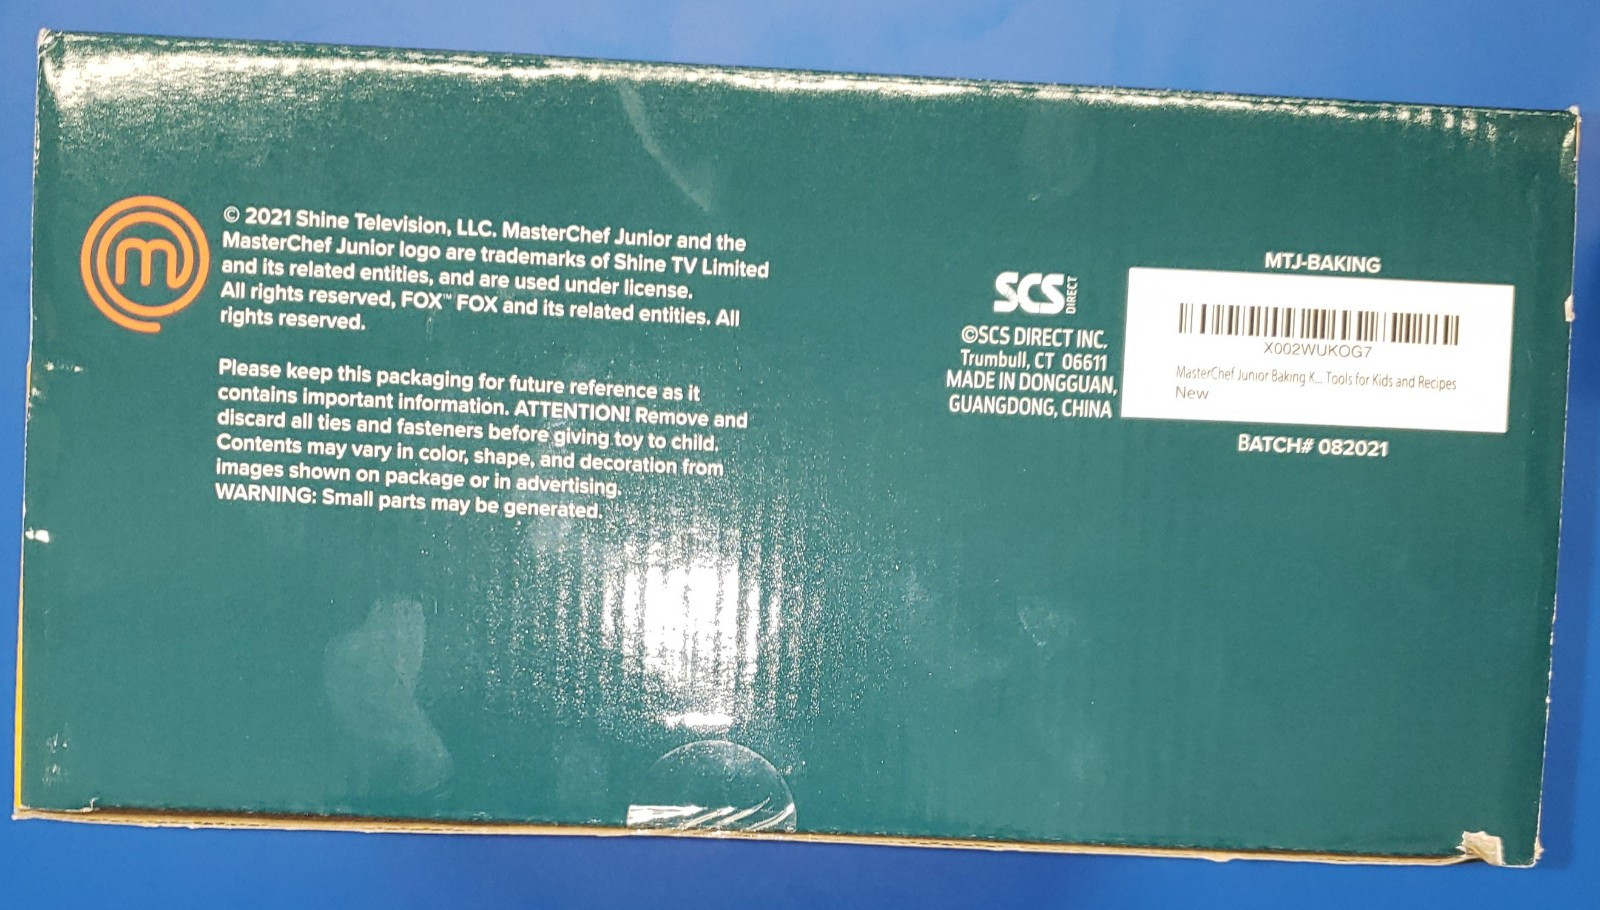 m
© 2021 Shine Television, LLC. MasterChef Junior and the
MasterChef Junior logo are trademarks of Shine TV Limited
and its related entities, and are used under license.
All rights reserved, FOX™ FOX and its related entities. All
rights reserved.
Please keep this packaging for future reference as it
contains important information. ATTENTION! Remove and
discard all ties and fasteners before giving toy to child.
Contents may vary in color, shape, and decoration from
images shown on package or in advertising.
WARNING: Small parts may be generated.
SCS DIRECT
©SCS DIRECT INC.
Trumbull, CT 06611
MADE IN DONGGUAN,
GUANGDONG, CHINA
MTJ-BAKING
X002WUKOG7
MasterChef Junior Baking K... Tools for Kids and Recipes
New
BATCH# 082021